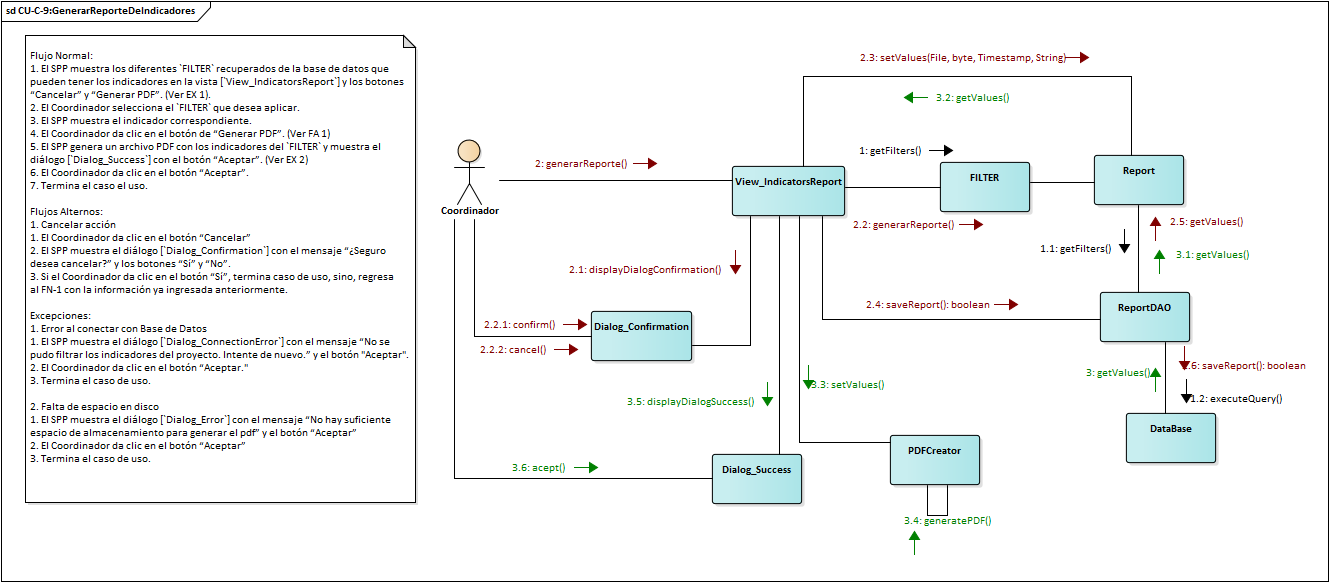 sd CU-C-9:GenerarReporteDeIndicadores
Flujo Normal:
1. El SPP muestra los diferentes `FILTER` recuperados de la base de datos que
pueden tener los indicadores en la vista [`View_IndicatorsReport`] y los botones
“Cancelar” y “Generar PDF”. (Ver EX 1).
2. El Coordinador selecciona el `FILTER` que desea aplicar.
3. El SPP muestra el indicador correspondiente.
4. El Coordinador da clic en el botón de “Generar PDF”. (Ver FA 1)
5. El SPP genera un archivo PDF con los indicadores del `FILTER` y muestra el
diálogo [`Dialog_Success`] con el botón “Aceptar”. (Ver EX 2)
6. El Coordinador da clic en el botón “Aceptar”.
7. Termina el caso el uso.
Flujos Alternos:
1. Cancelar acción
1. El Coordinador da clic en el botón “Cancelar”
2. El SPP muestra el diálogo [`Dialog_Confirmation`] con el mensaje “¿Seguro
desea cancelar?” y los botones “Sí” y “No”.
3. Si el Coordinador da clic en el botón “Sí”, termina caso de uso, sino, regresa
al FN-1 con la información ya ingresada anteriormente.
Excepciones:
1. Error al conectar con Base de Datos
1. El SPP muestra el diálogo [`Dialog_ConnectionError`] con el mensaje “No se
pudo filtrar los indicadores del proyecto. Intente de nuevo.” y el botón "Aceptar".
2. El Coordinador da clic en el botón “Aceptar."
3. Termina el caso de uso.
2. Falta de espacio en disco
1. El SPP muestra el diálogo [`Dialog_Error`] con el mensaje “No hay suficiente
espacio de almacenamiento para generar el pdf” y el botón “Aceptar”
2. El Coordinador da clic en el botón “Aceptar”
3. Termina el caso de uso.
2.3: setValues(File, byte, Timestamp, String)
3.2: getValues()
1: getFilters()
2: generarReporte()
View_IndicatorsReport
FILTER
Report
Coordinador
2.2: generarReporte()
2.5: getValues()
1.1: getFilters()
3.1: getValues()
2.1: displayDialogConfirmation()
2.4: saveReport(): boolean
ReportDAO
2.2.1: confirm()
Dialog_Confirmation
2.2.2: cancel()
2.6: saveReport(): boolean
3: getValues()
3.3: setValues()
1.2: executeQuery()
3.5: displayDialogSuccess()
DataBase
PDFCreator
3.6: acept()
Dialog_Success
3.4: generatePDF()